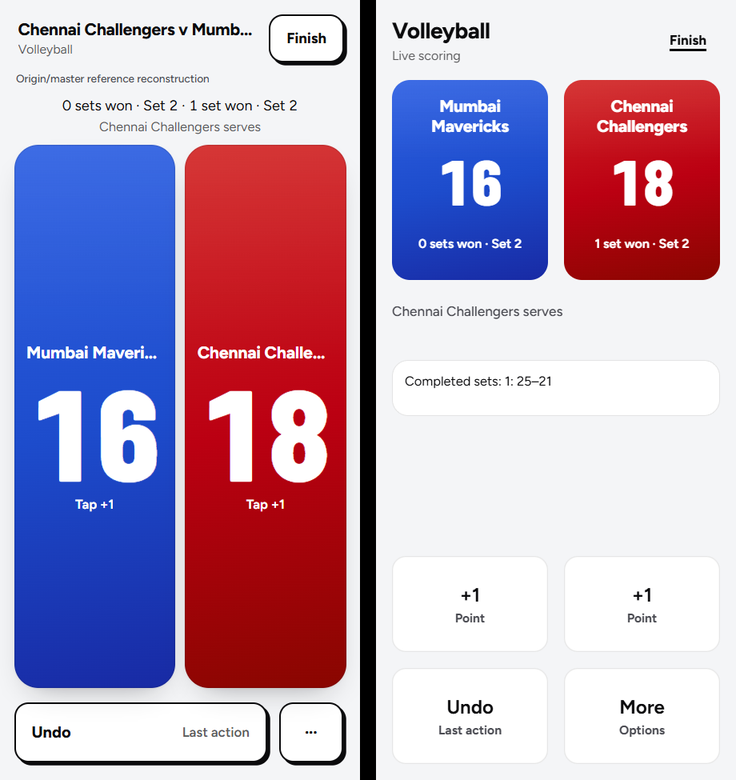 Chennai Challengers v Mumb...
Volleyball
Finish
Origin/master reference reconstruction
0 sets won · Set 2 · 1 set won · Set 2
Chennai Challengers serves
Mumbai Maveri...
16
Tap +1
Chennai Challe...
18
Tap +1
Undo
Last action
...
Volleyball
Live scoring
Finish
Mumbai
Mavericks
16
0 sets won · Set 2
Chennai
Challengers
18
1 set won · Set 2
Chennai Challengers serves
Completed sets: 1: 25–21
+1
Point
+1
Point
Undo
Last action
More
Options